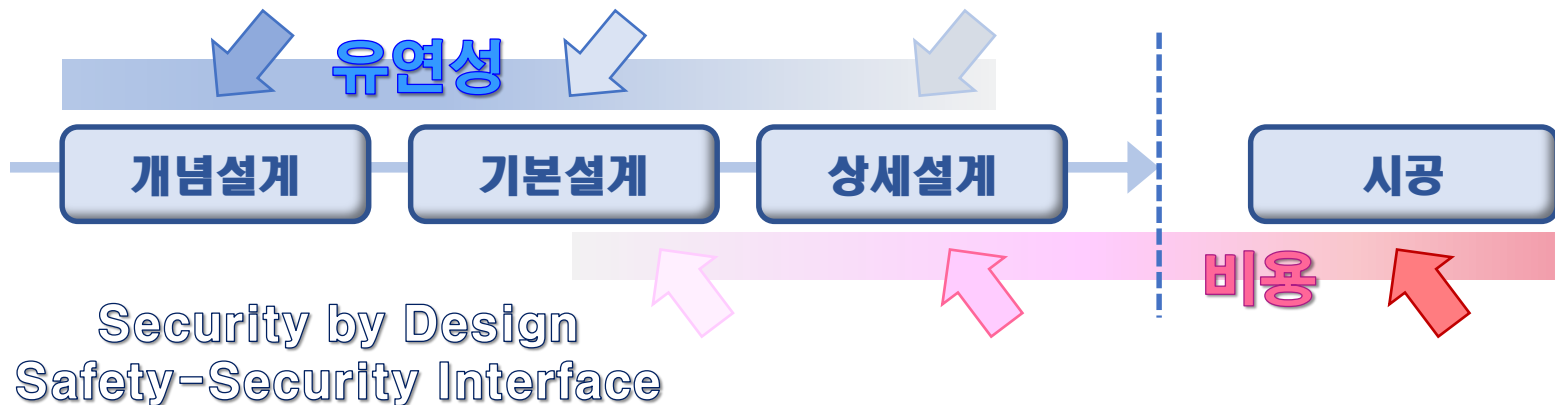 유연성
개념설계
기본설계
상세설계
시공
비용
Security by Design
Safety-Security Interface